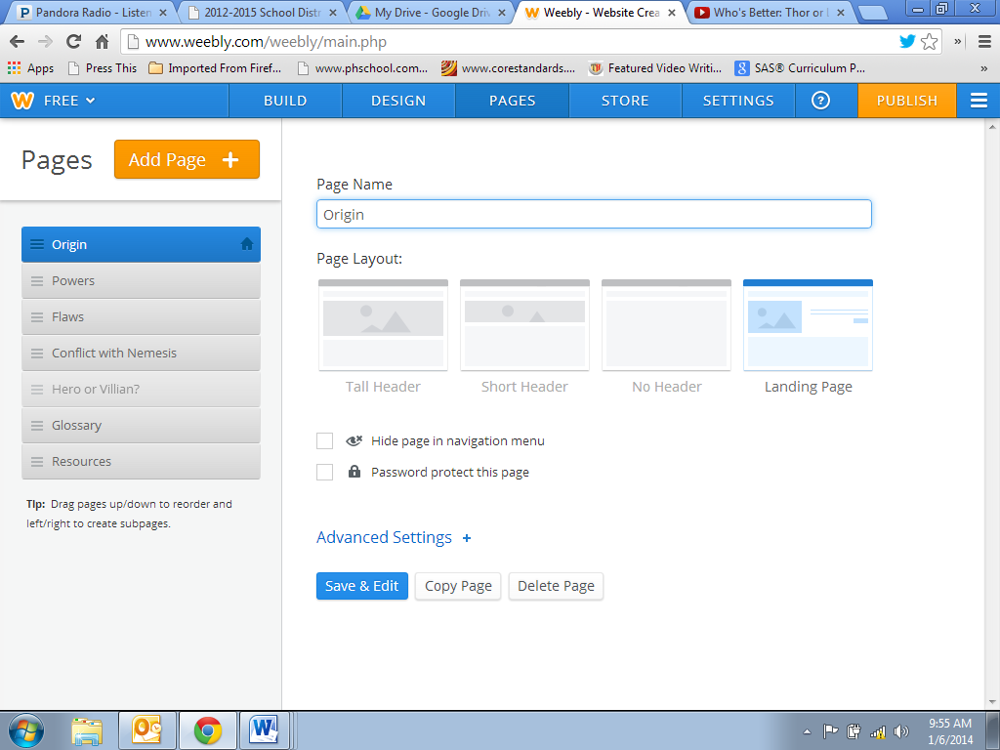 Pandora Radio - Listen
2012-2015 School Distr
My Drive - Google Driv
Weebly - Website Crea
Who's Better: Thor or
www.weebly.com/weebly/main.php
Apps
Press This
Imported From Firef...
www.phschool.com...
www.corestandards....
Featured Video Writi...
SAS® Curriculum P...
»
FREE
BUILD
DESIGN
PAGES
STORE
SETTINGS
?
PUBLISH
Pages
Add Page +
Origin
Powers
Flaws
Conflict with Nemesis
Hero or Villian?
Glossary
Resources
Tip: Drag pages up/down to reorder and
left/right to create subpages.
Page Name
Origin
Page Layout:
Tall Header
Short Header
No Header
Landing Page
Hide page in navigation menu
Password protect this page
Advanced Settings +
Save & Edit
Copy Page
Delete Page
9:55 AM
1/6/2014